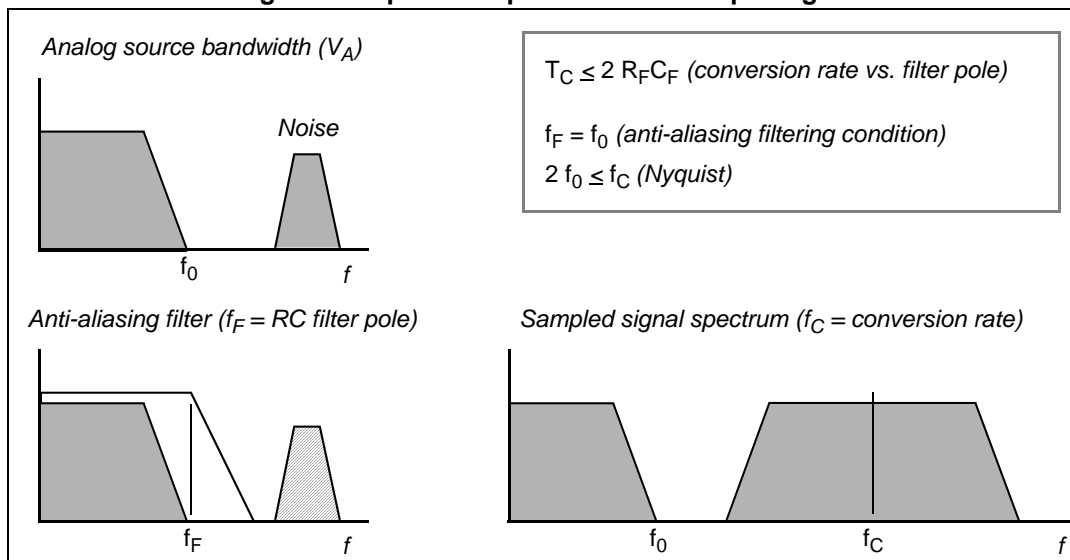 Analog source bandwidth (VA)
Noise
f0
f
TC ≤ 2 RFCF (conversion rate vs. filter pole)
fF = f0 (anti-aliasing filtering condition)
2 f0 ≤ fC (Nyquist)
Anti-aliasing filter (fF = RC filter pole)
fF
f
Sampled signal spectrum (fC = conversion rate)
f0
fC
f